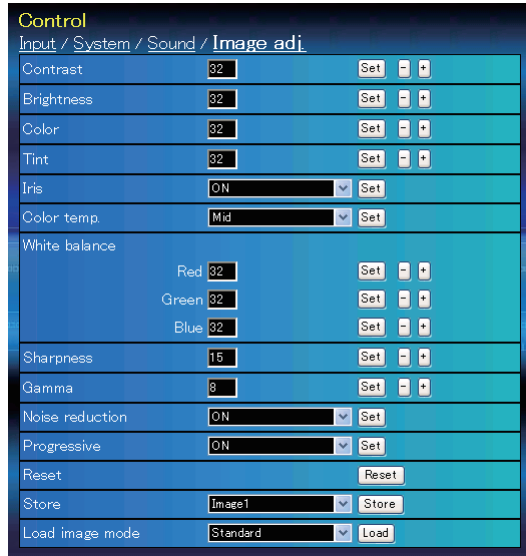 Control
Input / System / Sound / Image adj.
Contrast 32 Set - +
Brightness 32 Set - +
Color 32 Set - +
Tint 32 Set - +
Iris ON Set
Color temp. Mid Set
White balance
Red 32 Set - +
Green 32 Set - +
Blue 32 Set - +
Sharpness 15 Set - +
Gamma 8 Set - +
Noise reduction ON Set
Progressive ON Set
Reset Reset
Store Image1 Store
Load image mode Standard Load